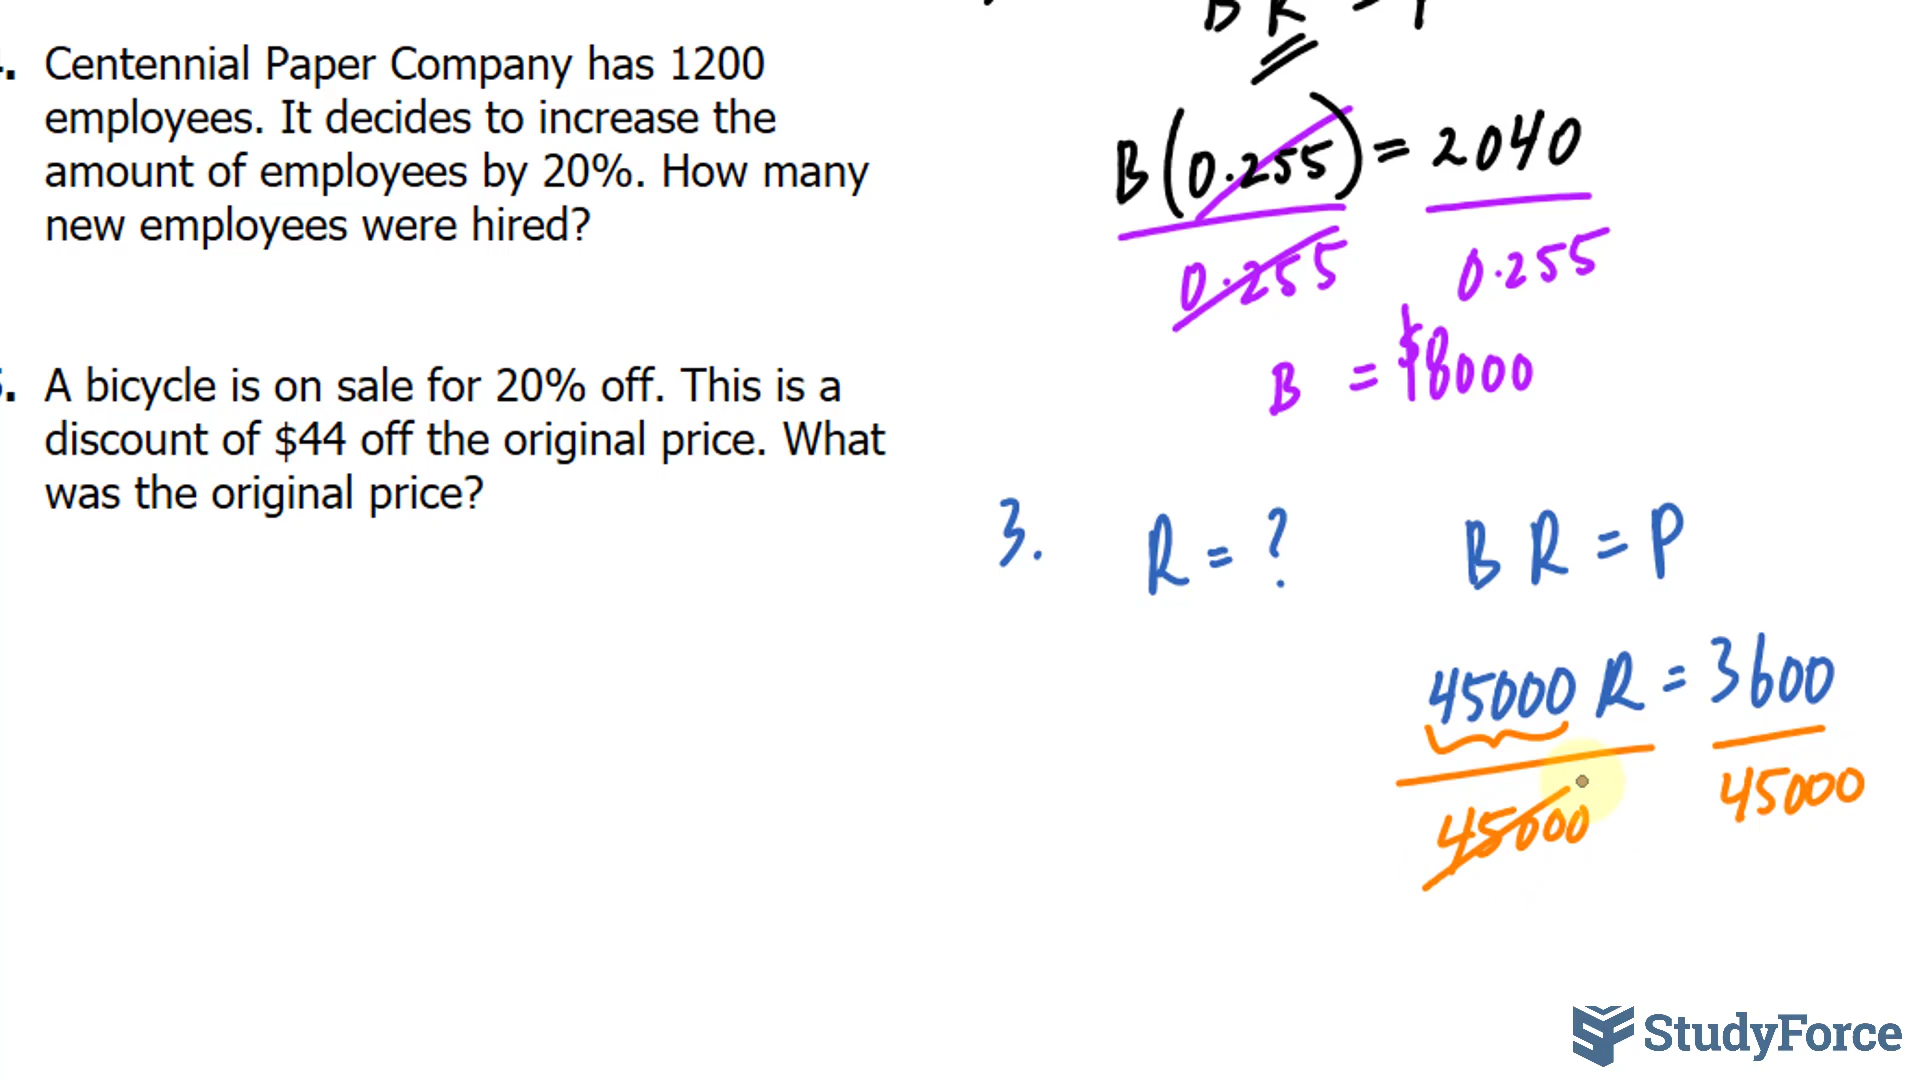 . Centennial Paper Company has 1200
employees. It decides to increase the
amount of employees by 20%. How many
new employees were hired?
. A bicycle is on sale for 20% off. This is a
discount of $44 off the original price. What
was the original price?
B R = P
B(0.255) = 2040
0.255 0.255
B = $8000
3. R = ? B R = P
45000 R = 3600
45000 45000
StudyForce